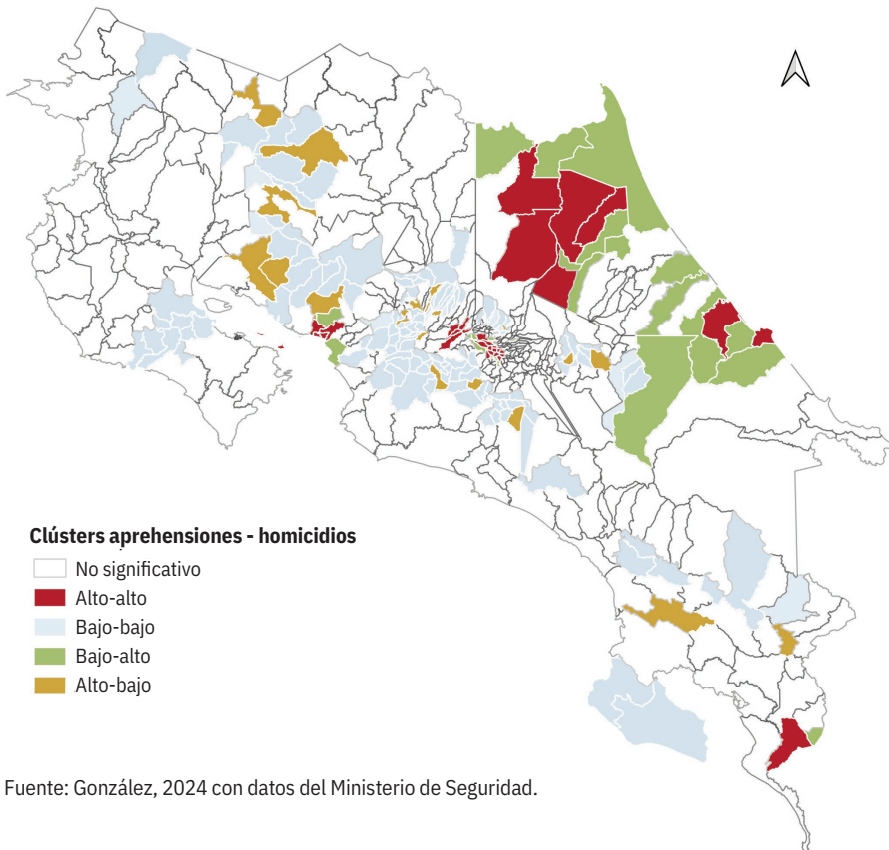 Clústers aprehensiones - homicidios
No significativo
Alto-alto
Bajo-bajo
Bajo-alto
Alto-bajo
Fuente: González, 2024 con datos del Ministerio de Seguridad.